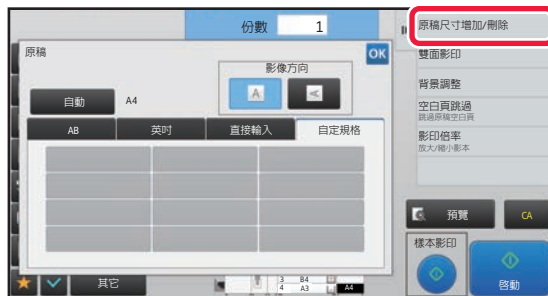 份數 1
原稿尺寸增加/刪除
原稿
OK
影像方向
A
A
自動
A4
AB
英吋
直接輸入
自定規格
雙面影印
背景調整
空白頁跳過
跳過原稿空白頁
影印倍率
放大/縮小影本
預覽
CA
樣本影印
啓動
其它
3 B4
4 A3
A4